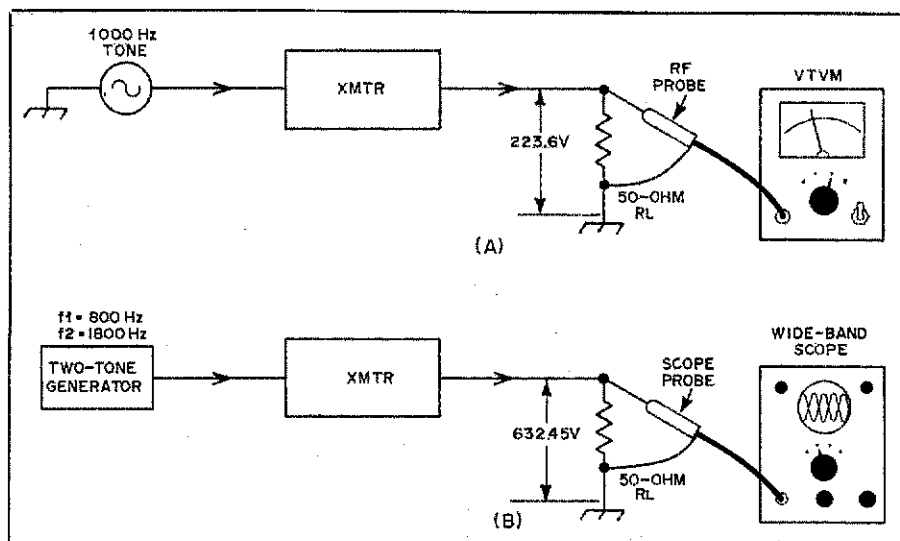 1000 Hz
TONE
XMTR
RF
PROBE
VTVM
223.6V
50-OHM
RL
(A)
f1 = 800 Hz
f2 = 1800 Hz
TWO-TONE
GENERATOR
XMTR
SCOPE
PROBE
WIDE-BAND
SCOPE
632.45V
50-OHM
RL
(B)